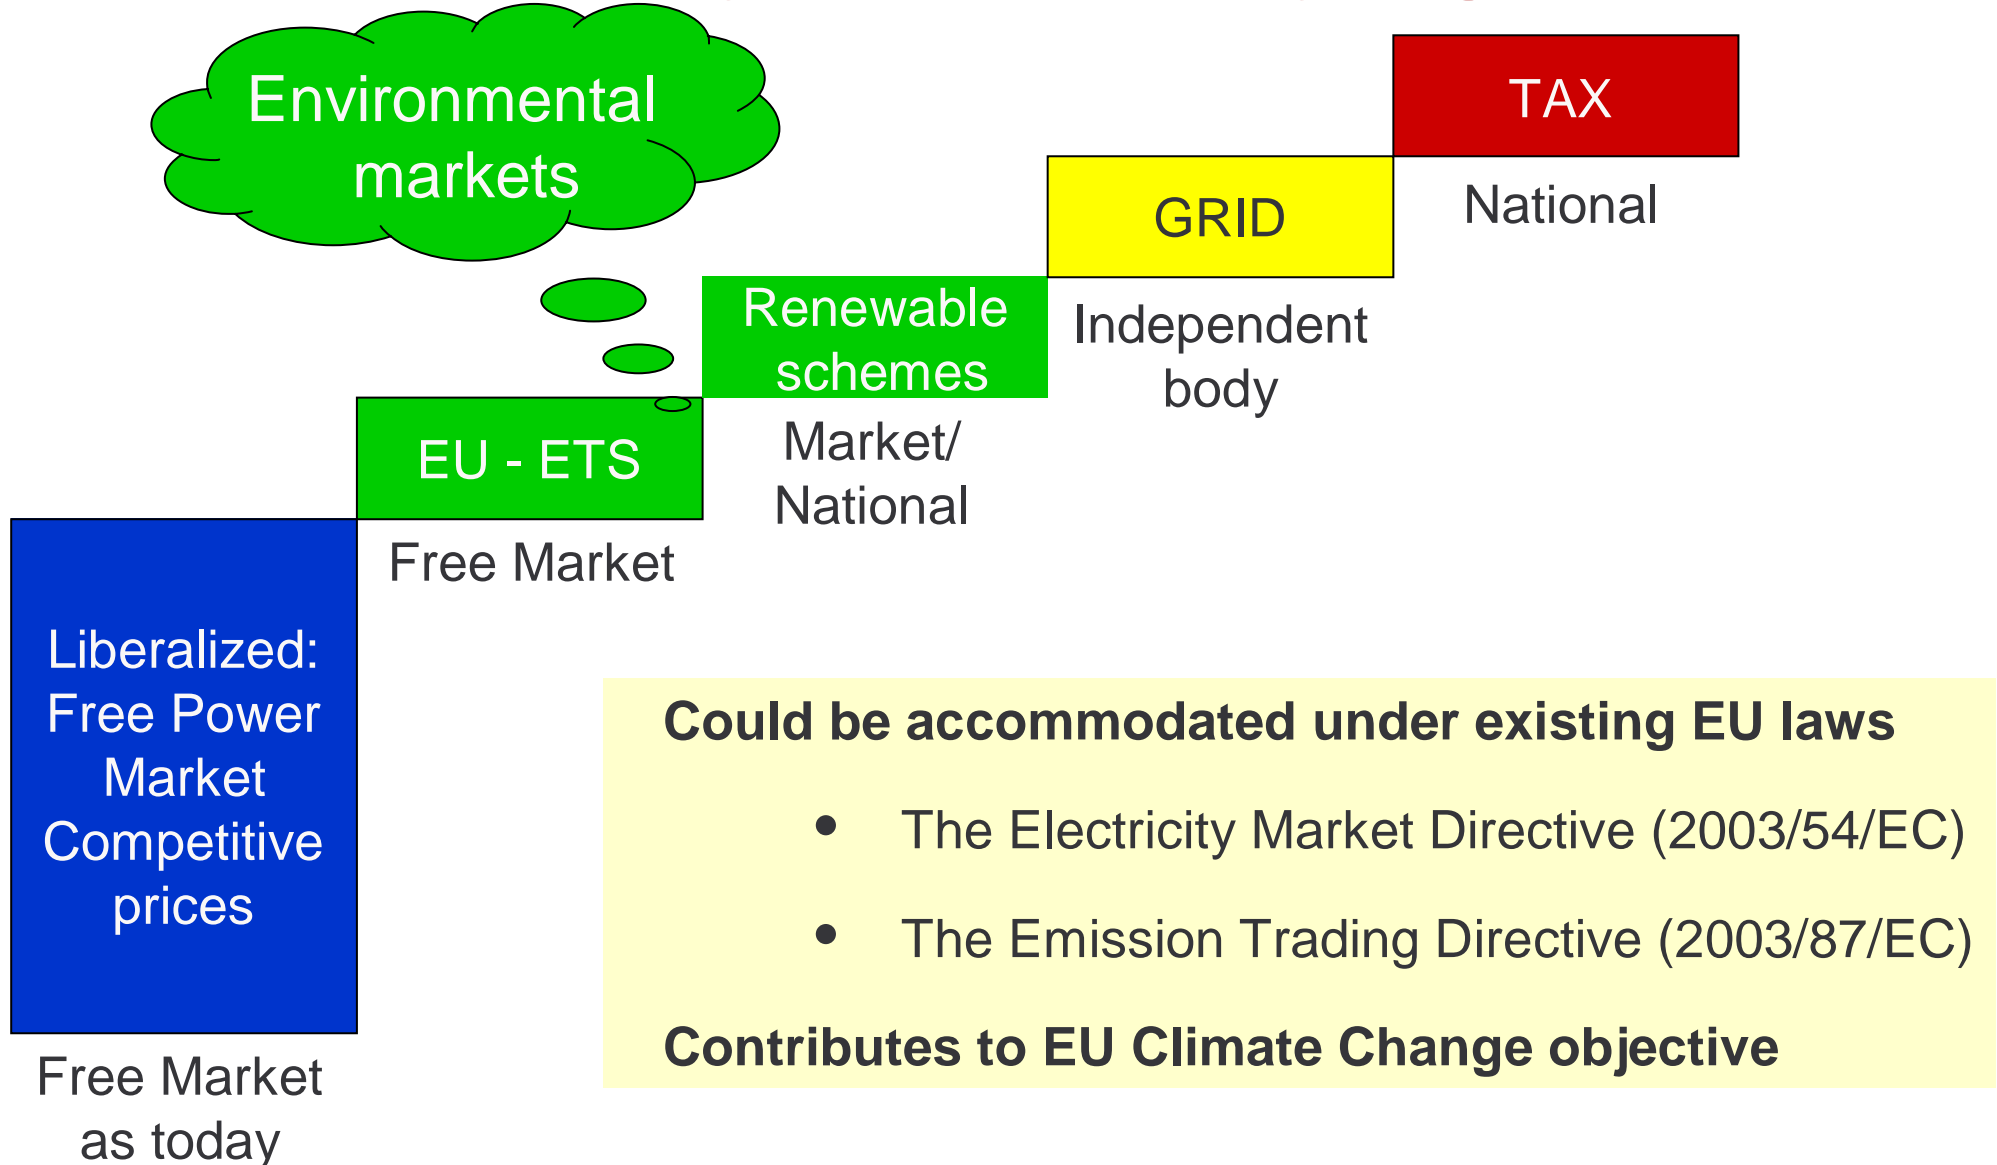 Environmental
markets
TAX
National
GRID
Independent
body
Renewable
schemes
Market/
National
EU - ETS
Free Market
Liberalized:
Free Power
Market
Competitive
prices
Free Market
as today
Could be accommodated under existing EU laws
• The Electricity Market Directive (2003/54/EC)
• The Emission Trading Directive (2003/87/EC)
Contributes to EU Climate Change objective